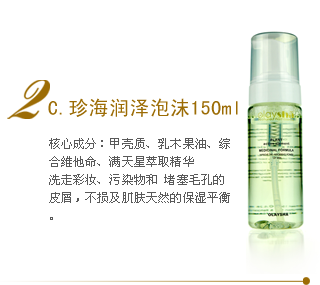 2
C.珍海润泽泡沫150ml
核心成分：甲壳质、乳木果油、综
合维他命、满天星萃取精华
洗走彩妆、污染物和 堵塞毛孔的
皮屑，不损及肌肤天然的保湿平衡
。
MEDICINAL FORMULA